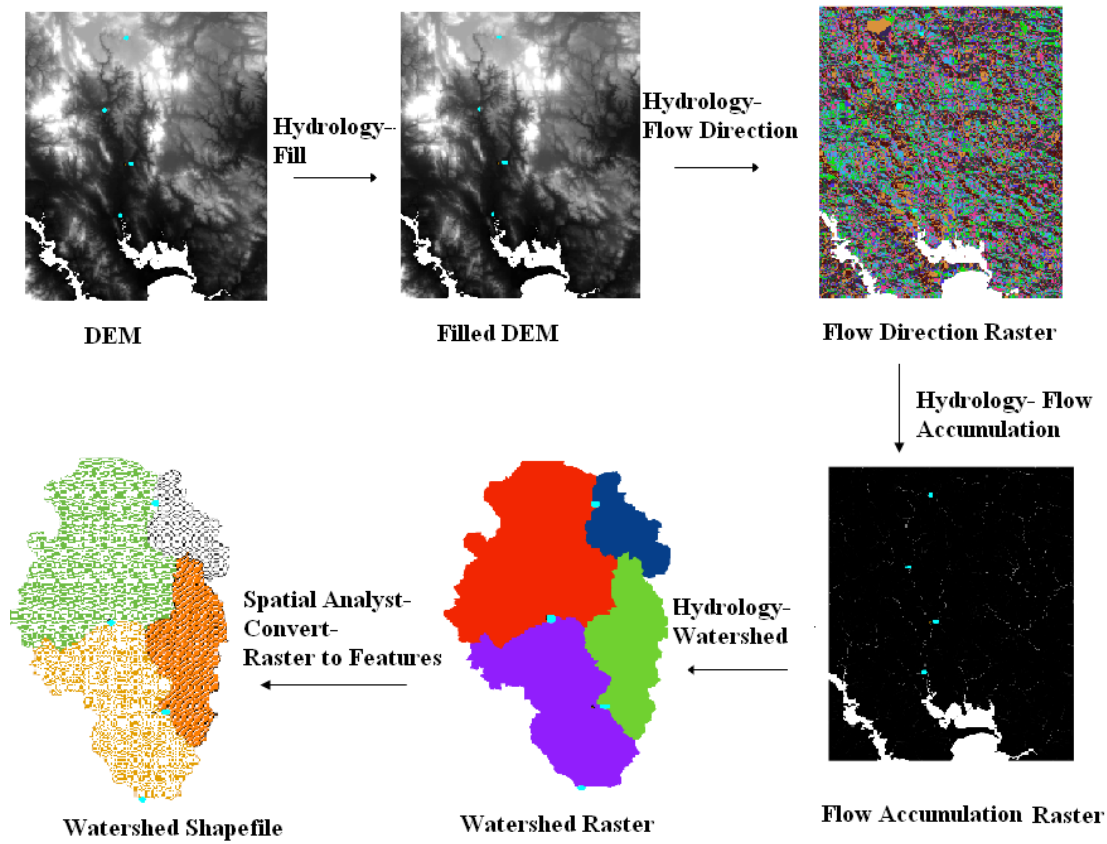 Hydrology-
Fill
Hydrology-
Flow Direction
DEM
Filled DEM
Flow Direction Raster
Hydrology- Flow
Accumulation
Hydrology-
Watershed
Spatial Analyst-
Convert-
Raster to Features
Watershed Shapefile
Watershed Raster
Flow Accumulation Raster